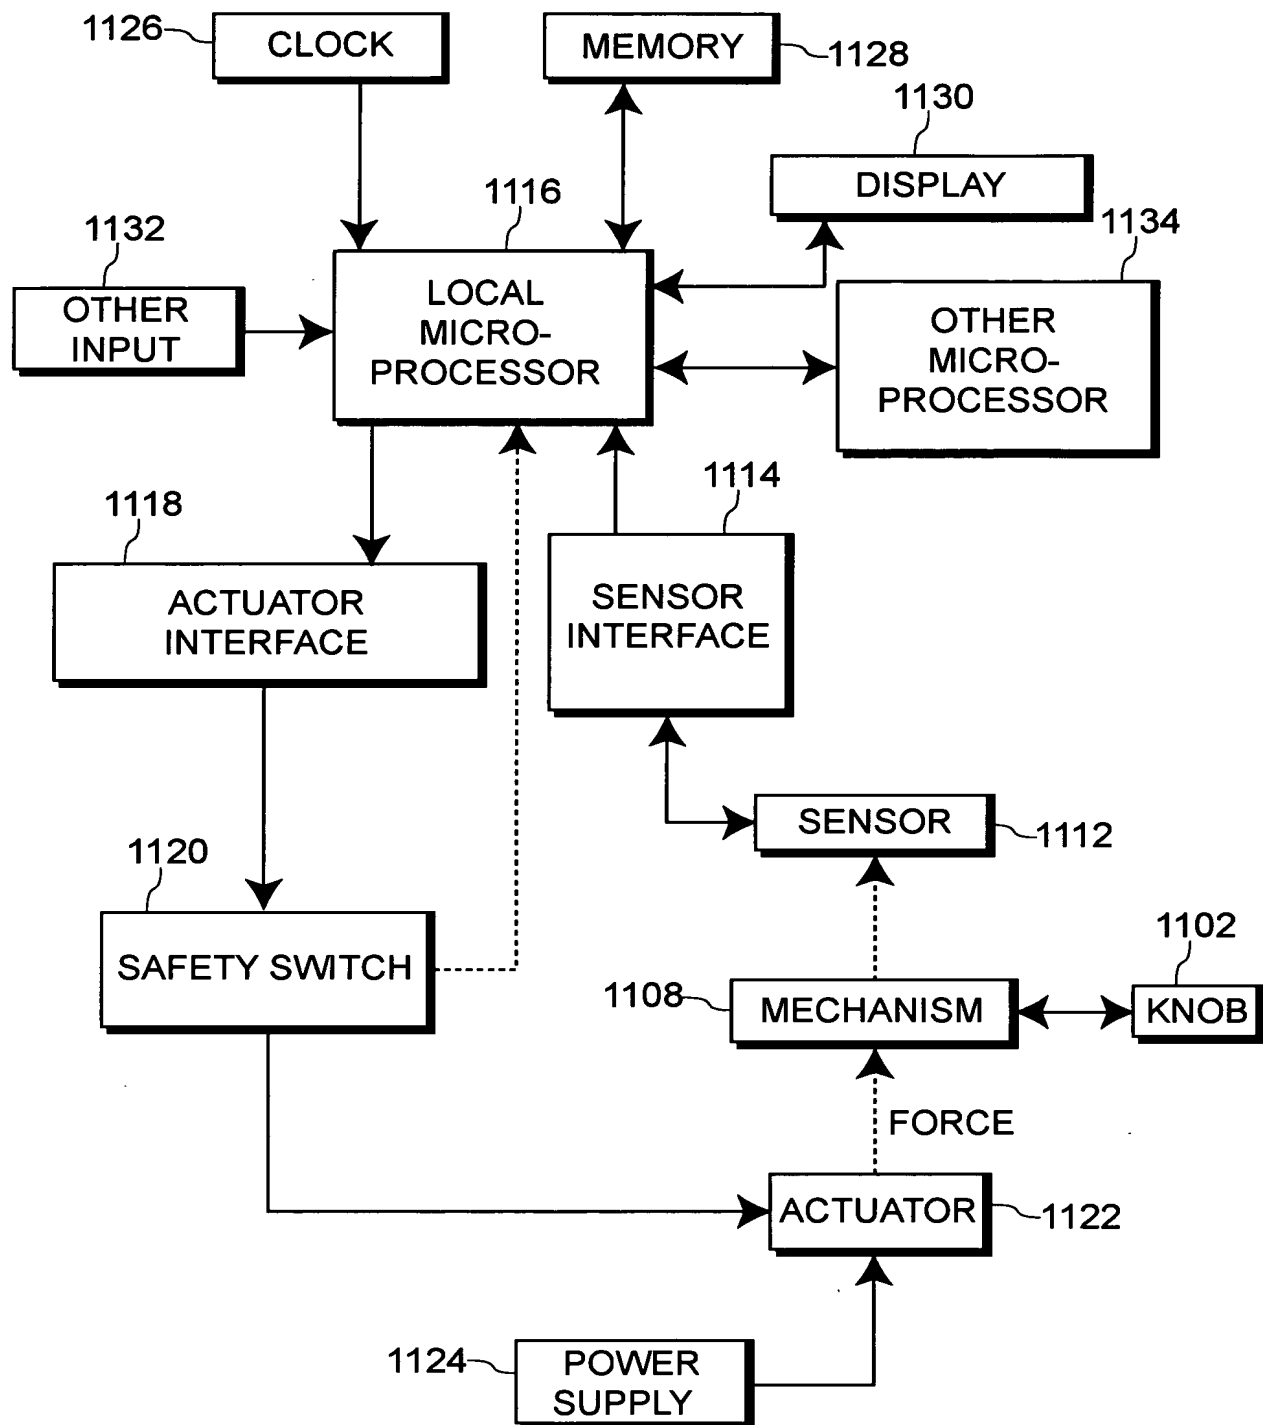 1126
CLOCK
MEMORY
1128
1130
DISPLAY
1116
1134
1132
OTHER
INPUT
LOCAL
MICRO-
PROCESSOR
OTHER
MICRO-
PROCESSOR
1118
1114
ACTUATOR
INTERFACE
SENSOR
INTERFACE
SENSOR
1112
1120
SAFETY SWITCH
1102
1108
MECHANISM
KNOB
FORCE
ACTUATOR
1122
1124
POWER
SUPPLY